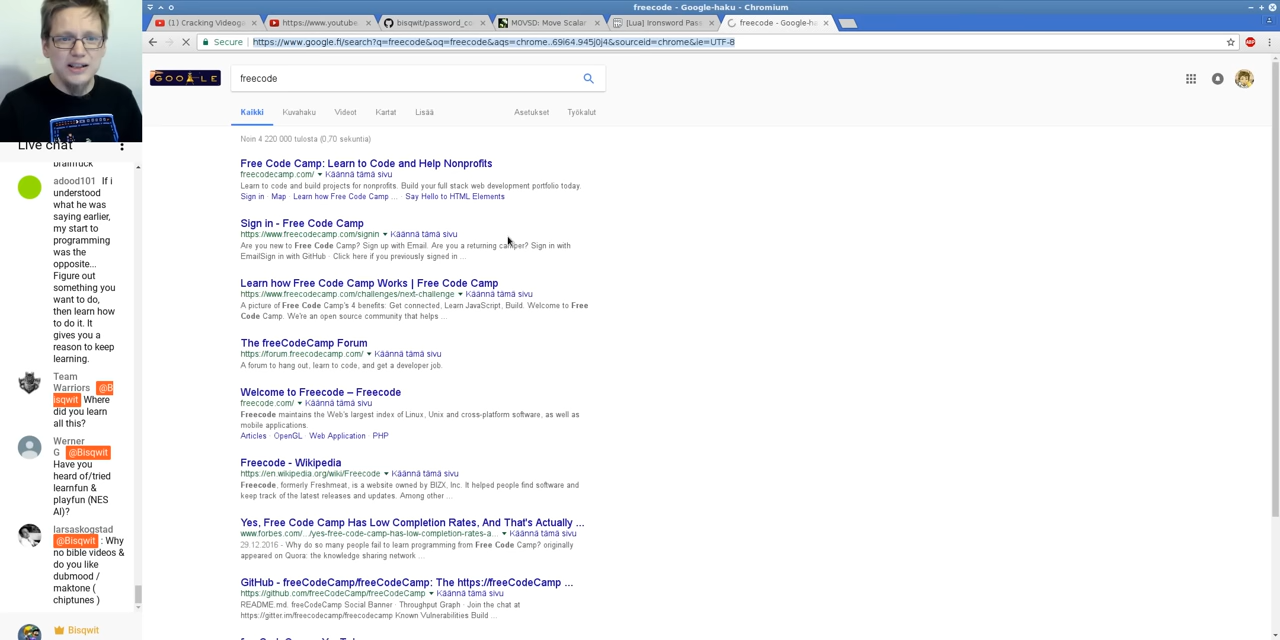 freecode - Google-haku - Chromium
(1) Cracking Videog
https://www.youtube
bisqwit/password_co
MOVSD: Move Scalar
[Lua] Ironsword Pas
freecode - Google-ha
Secure
https://www.google.fi/search?q=freecode&oq=freecode&aqs=chrome..69i64.945j0j4&sourceid=chrome&ie=UTF-8
ABP
GOOGLE
freecode
Kaikki Kuvahaku Videot Kartat Lisää Asetukset Työkalut
Noin 4 220 000 tulosta (0,70 sekuntia)
Free Code Camp: Learn to Code and Help Nonprofits
freecodecamp.com/ Käännä tämä sivu
Learn to code and build projects for nonprofits. Build your full stack web development portfolio today.
Sign in · Map · Learn how Free Code Camp ... · Say Hello to HTML Elements
Sign in - Free Code Camp
https://www.freecodecamp.com/signin Käännä tämä sivu
Are you new to Free Code Camp? Sign up with Email. Are you a returning camper? Sign in with
EmailSign in with GitHub · Click here if you previously signed in ...
Learn how Free Code Camp Works | Free Code Camp
https://www.freecodecamp.com/challenges/next-challenge Käännä tämä sivu
A picture of Free Code Camp's 4 benefits: Get connected, Learn JavaScript, Build. Welcome to Free
Code Camp. We're an open source community that helps ...
The freeCodeCamp Forum
https://forum.freecodecamp.com/ Käännä tämä sivu
A forum to hang out, learn to code, and get a developer job.
Welcome to Freecode – Freecode
freecode.com/ Käännä tämä sivu
Freecode maintains the Web's largest index of Linux, Unix and cross-platform software, as well as
mobile applications.
Articles · OpenGL · Web Application · PHP
Freecode - Wikipedia
https://en.wikipedia.org/wiki/Freecode Käännä tämä sivu
Freecode, formerly Freshmeat, is a website owned by BIZX, Inc. It helped people find software and
keep track of the latest releases and updates. Among other ...
Yes, Free Code Camp Has Low Completion Rates, And That's Actually ...
www.forbes.com/.../yes-free-code-camp-has-low-completion-rates-a... Käännä tämä sivu
29.12.2016 - Why do so many people fail to learn programming from Free Code Camp? originally
appeared on Quora: the knowledge sharing network ...
GitHub - freeCodeCamp/freeCodeCamp: The https://freeCodeCamp ...
https://github.com/freeCodeCamp/freeCodeCamp Käännä tämä sivu
README.md. freeCodeCamp Social Banner · Throughput Graph · Join the chat at
https://gitter.im/freecodecamp/freecodecamp Known Vulnerabilities Build ...
Live chat
brainfuck
adood101 If i
understood
what he was
saying earlier,
my start to
programming
was the
opposite...
Figure out
something you
want to do,
then learn how
to do it. It
gives you a
reason to keep
learning.
Team
Warriors @B
isqwit Where
did you learn
all this?
Werner
G @Bisqwit
Have you
heard of/tried
learnfun &
playfun (NES
AI)?
larsaskogstad
@Bisqwit : Why
no bible videos &
do you like
dubmood /
maktone (
chiptunes )
Bisqwit